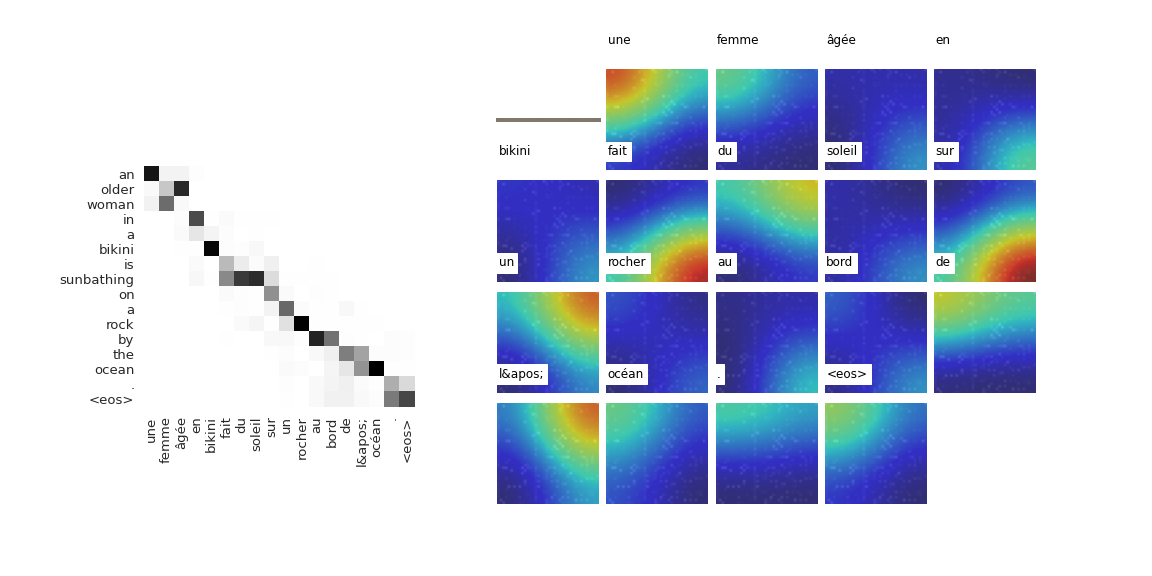 une femme âgée en
bikini fait du soleil sur
un rocher au bord de
l&apos; océan . <eos>
an
older
woman
in
a
bikini
is
sunbathing
on
a
rock
by
the
ocean
.
<eos>
une
femme
âgée
en
bikini
fait
du
soleil
sur
un
rocher
au
bord
de
l&apos;
océan
.
<eos>